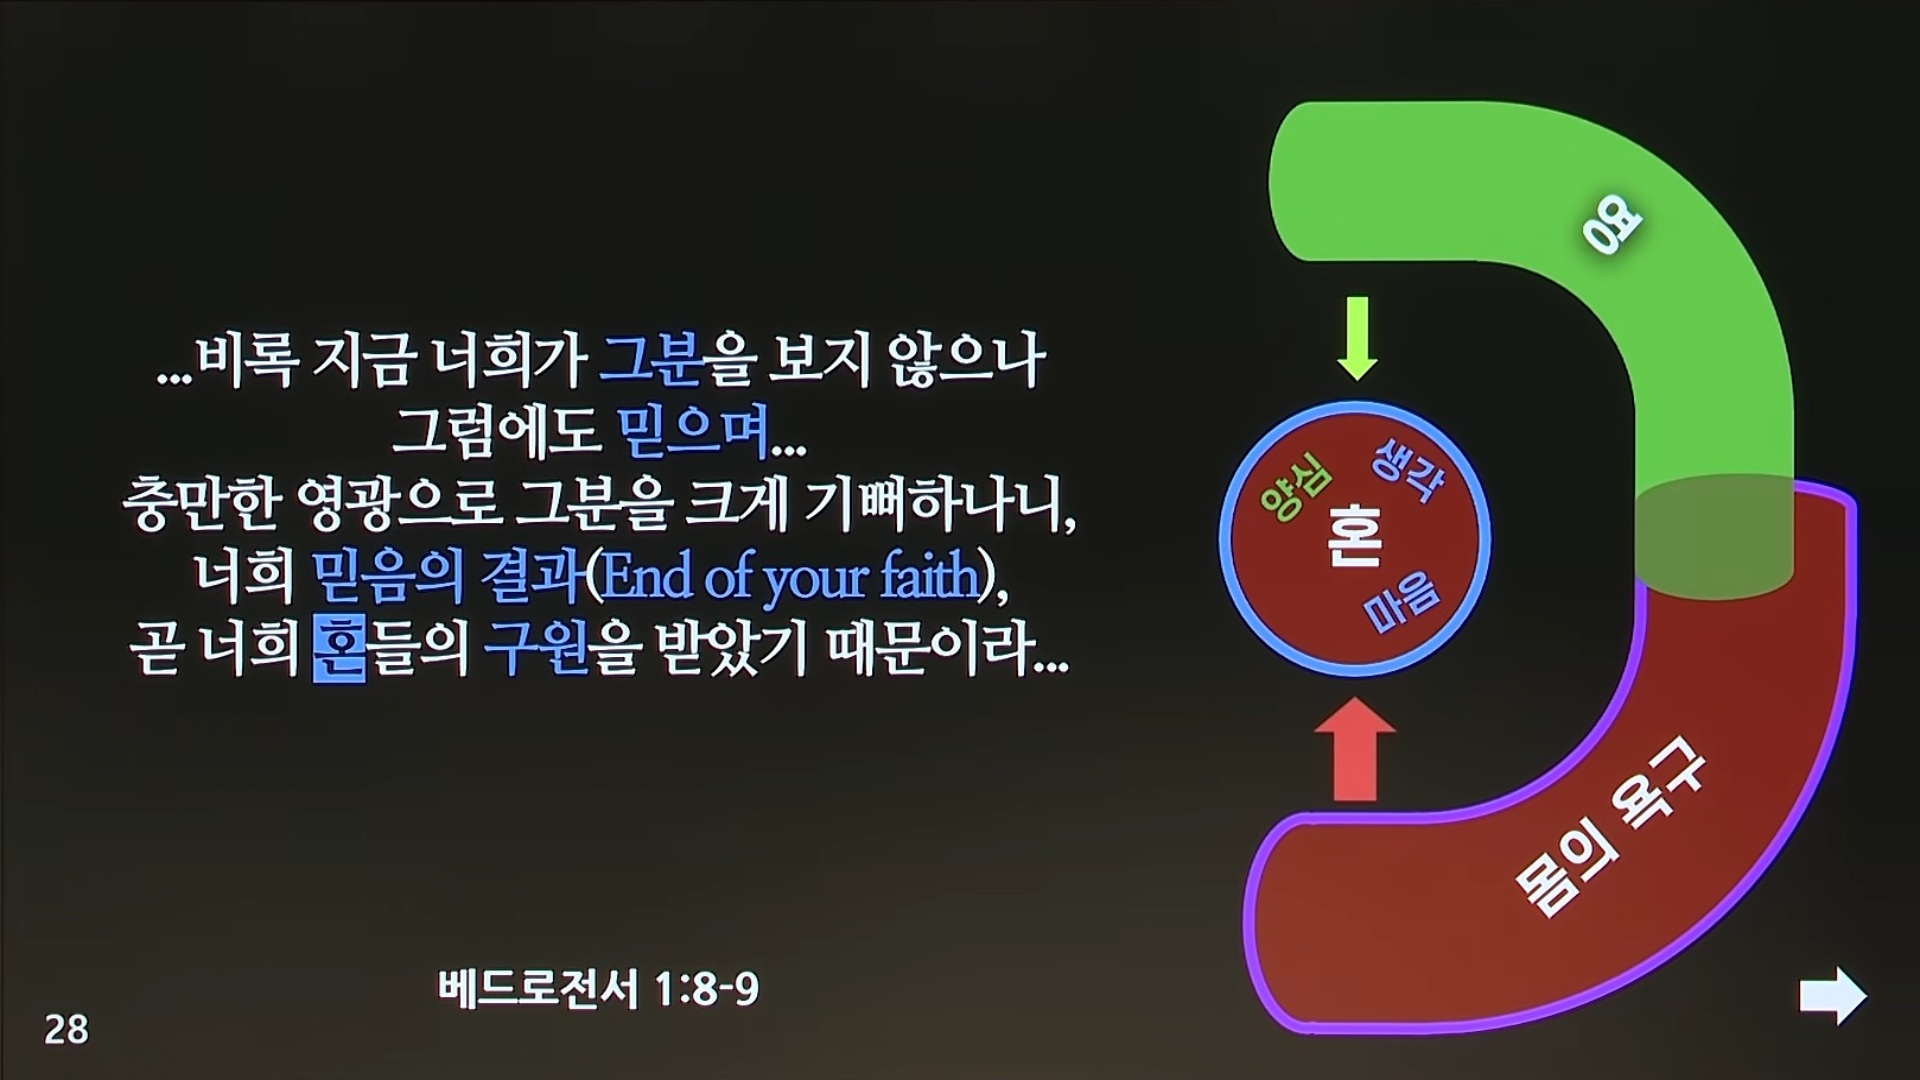 ...비록 지금 너희가 그분을 보지 않으나
그럼에도 믿으며...
충만한 영광으로 그분을 크게 기뻐하나니,
너희 믿음의 결과(End of your faith),
곧 너희 혼들의 구원을 받았기 때문이라...
베드로전서 1:8-9
28
영
양심
생각
혼
마음
몸의 욕구